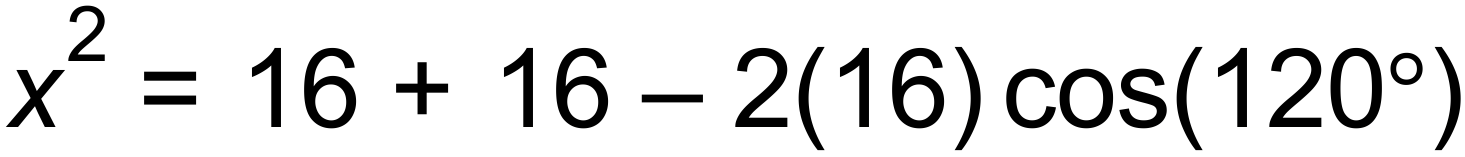 x² = 16 + 16 – 2(16) cos(120°)